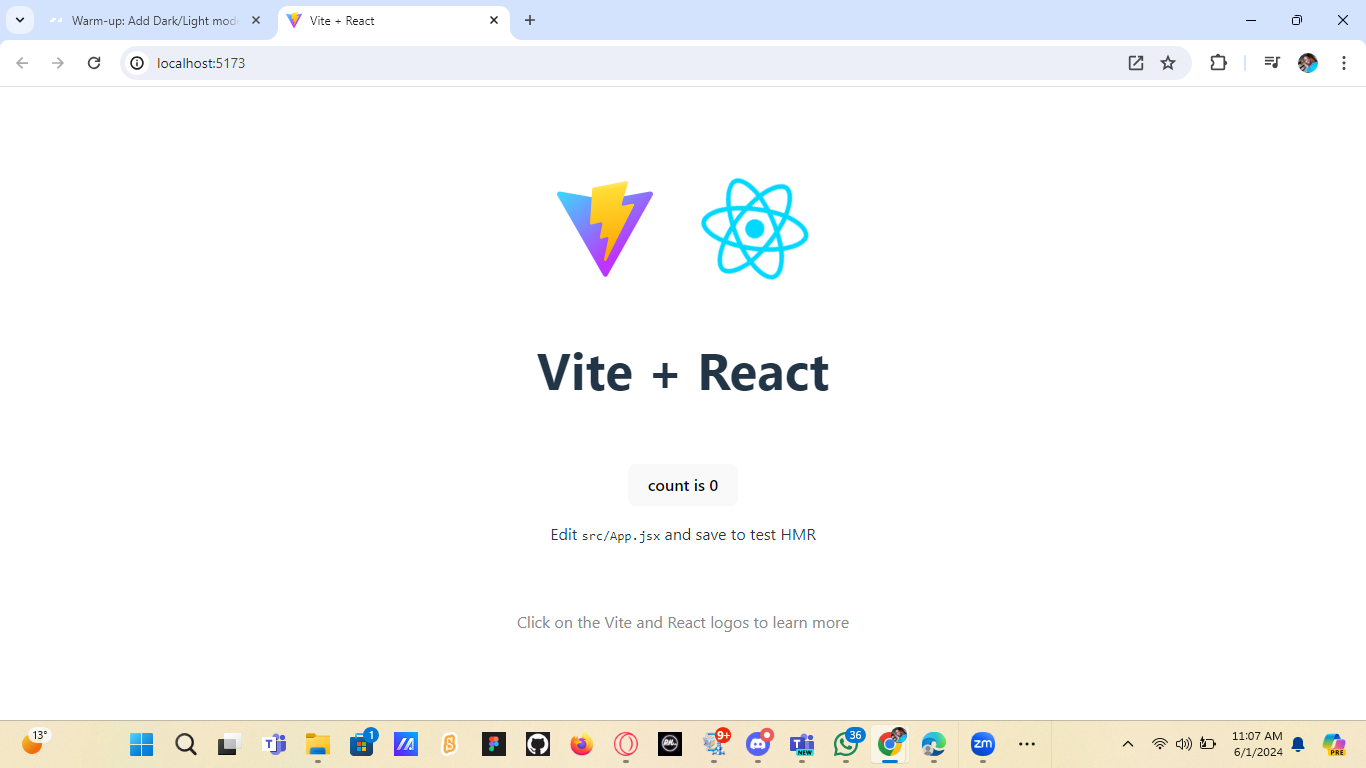 Warm-up: Add Dark/Light mode
Vite + React
localhost:5173
Vite + React
count is 0
Edit src/App.jsx and save to test HMR
Click on the Vite and React logos to learn more
13°
1
9+
NEW
36
zm
11:07 AM
6/1/2024
PRE